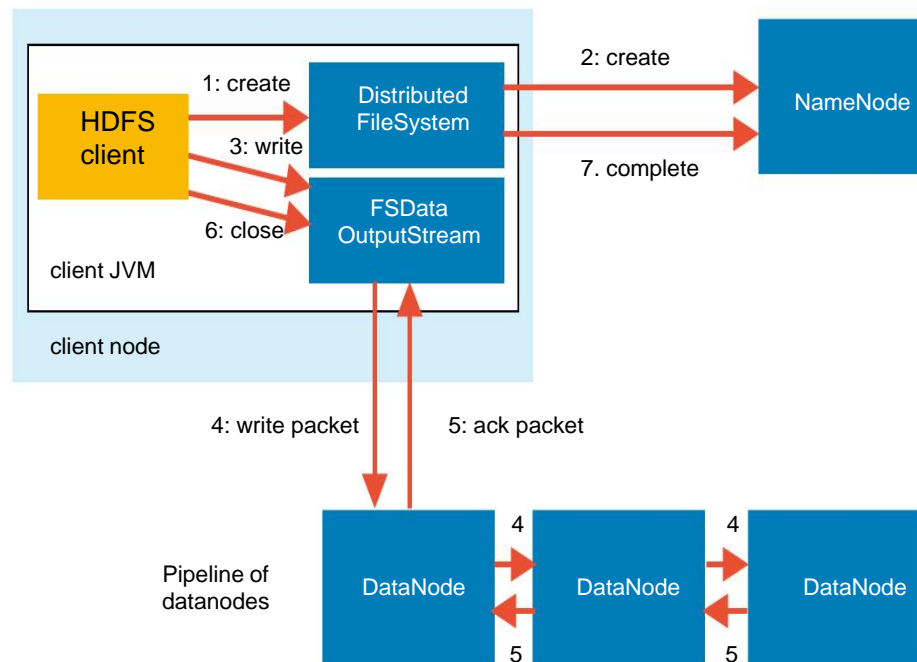 1: create
Distributed
FileSystem
2: create
NameNode
HDFS
client
3: write
7. complete
FSData
OutputStream
6: close
client JVM
client node
4: write packet
5: ack packet
4
4
Pipeline of
datanodes
DataNode
DataNode
DataNode
5
5